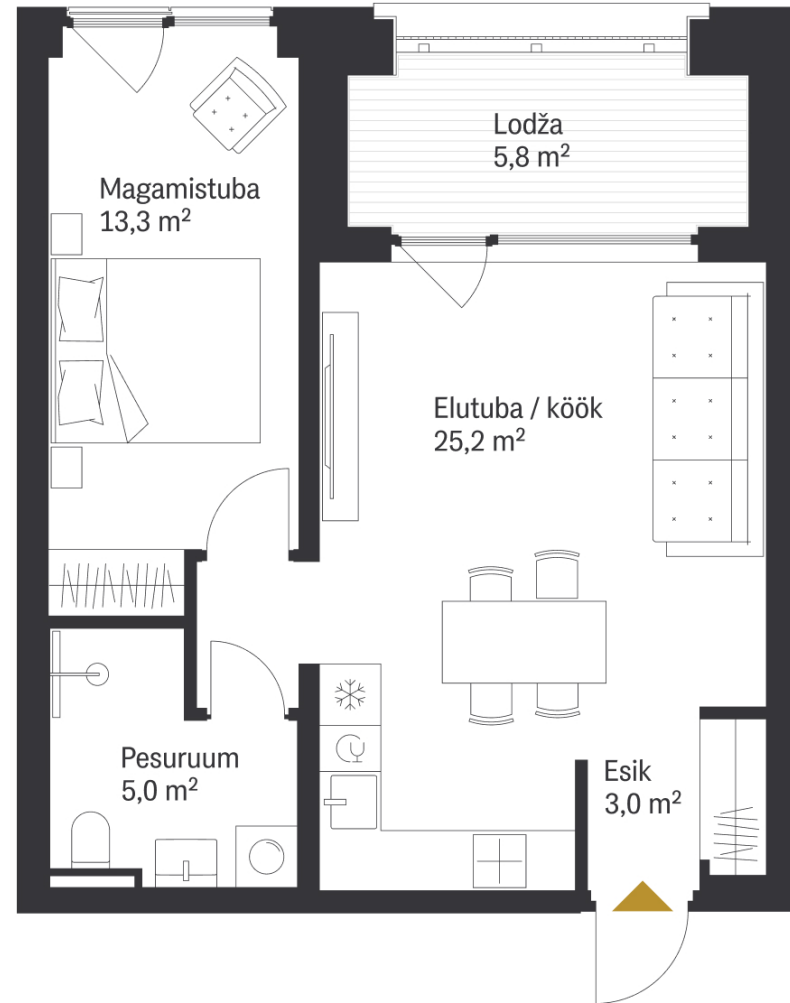 Lodža
5,8 m²
Magamistuba
13,3 m²
Elutuba / köök
25,2 m²
Pesuruum
5,0 m²
Esik
3,0 m²